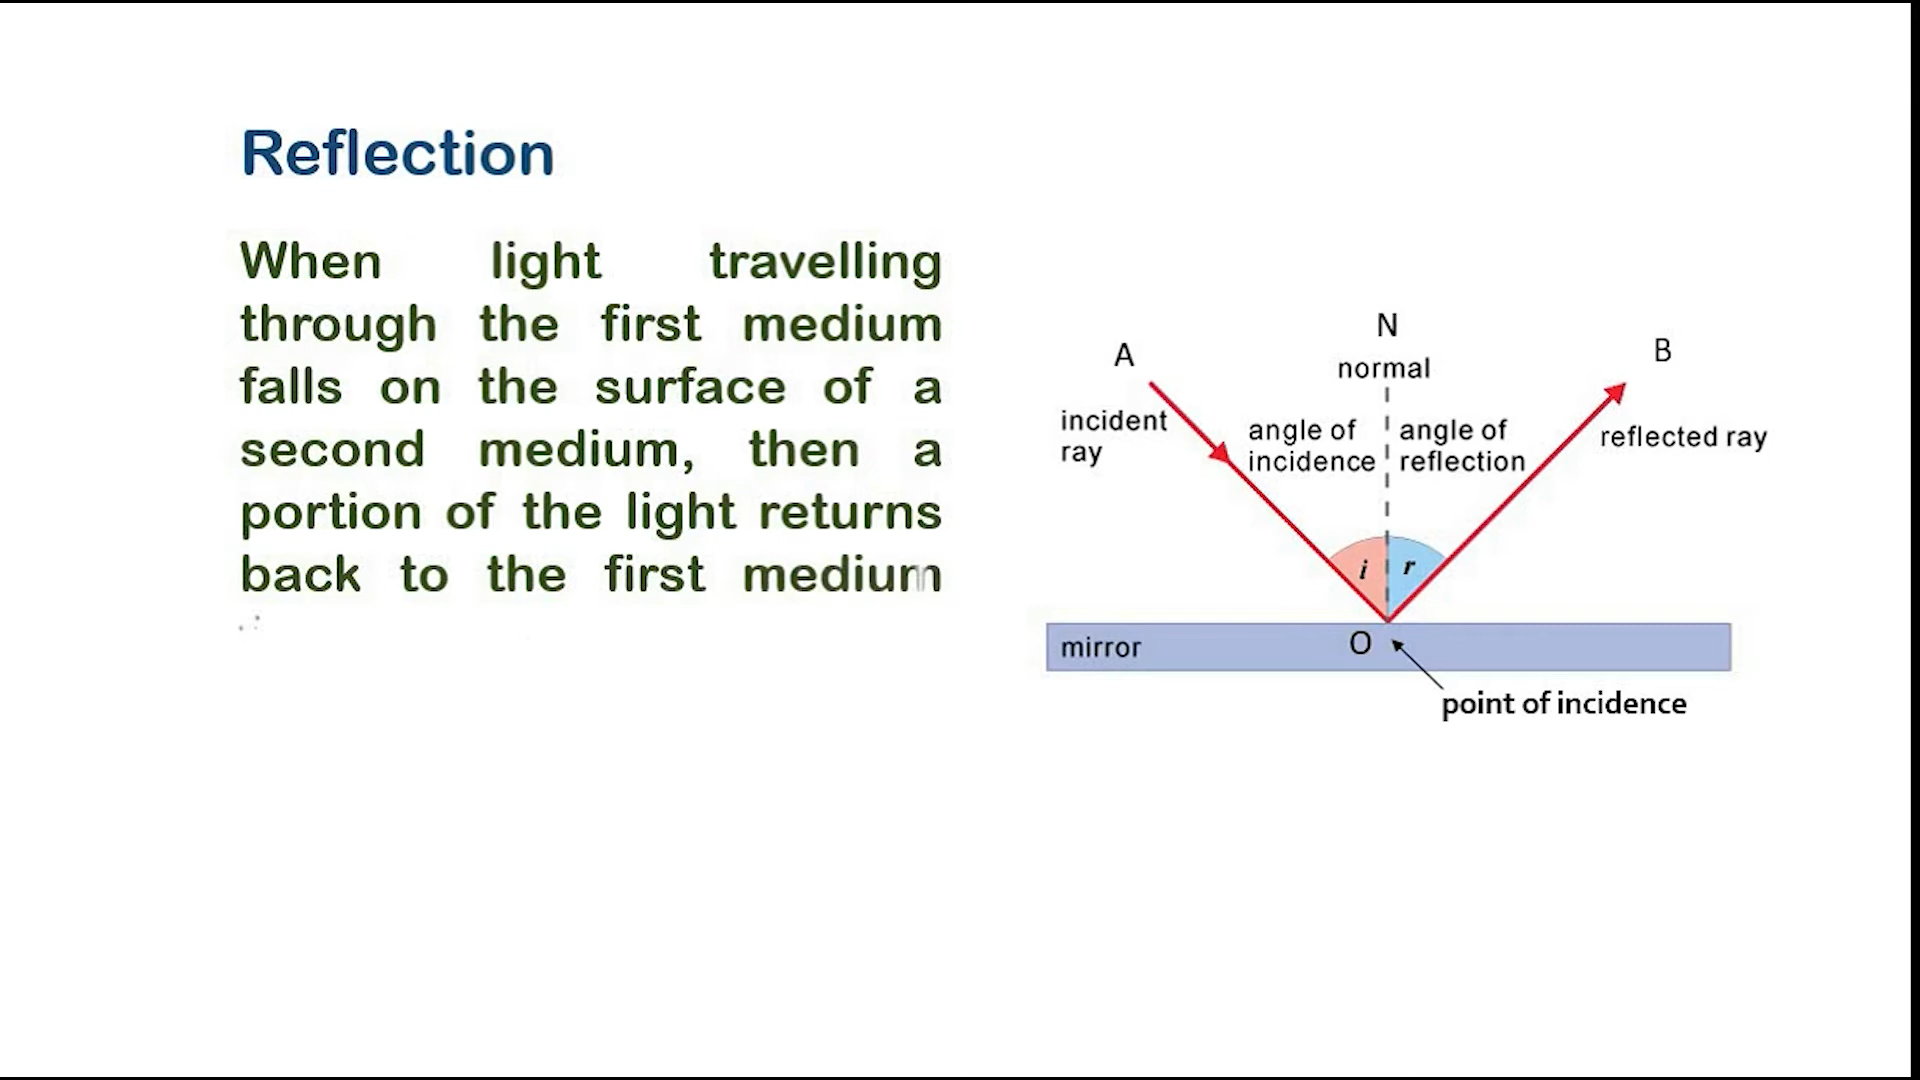 Reflection
When light travelling
through the first medium
falls on the surface of a
second medium, then a
portion of the light returns
back to the first medium
N
A
B
normal
incident
ray
angle of
incidence
angle of
reflection
reflected ray
i
r
mirror
O
point of incidence